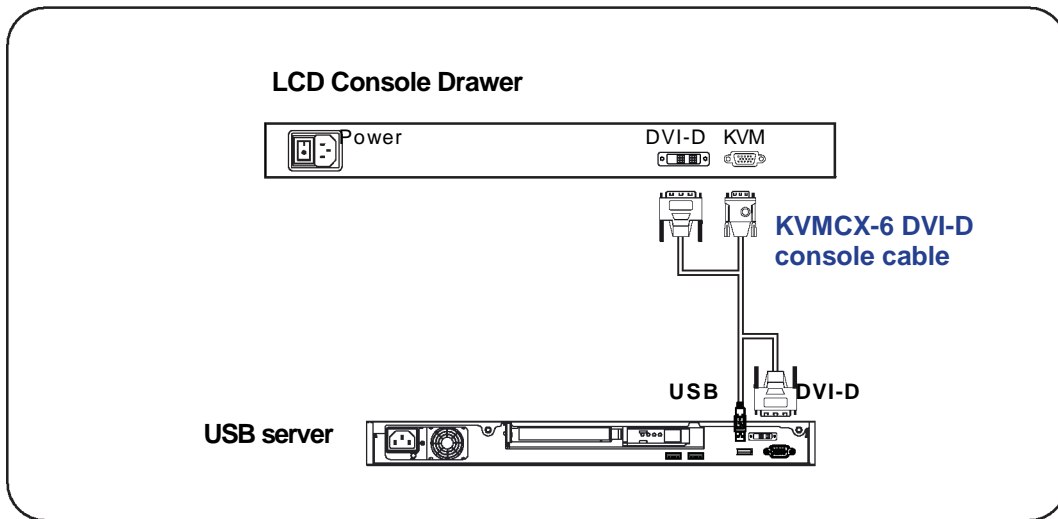 LCD Console Drawer
Power
DVI-D KVM
KVMCX-6 DVI-D
console cable
USB DVI-D
USB server